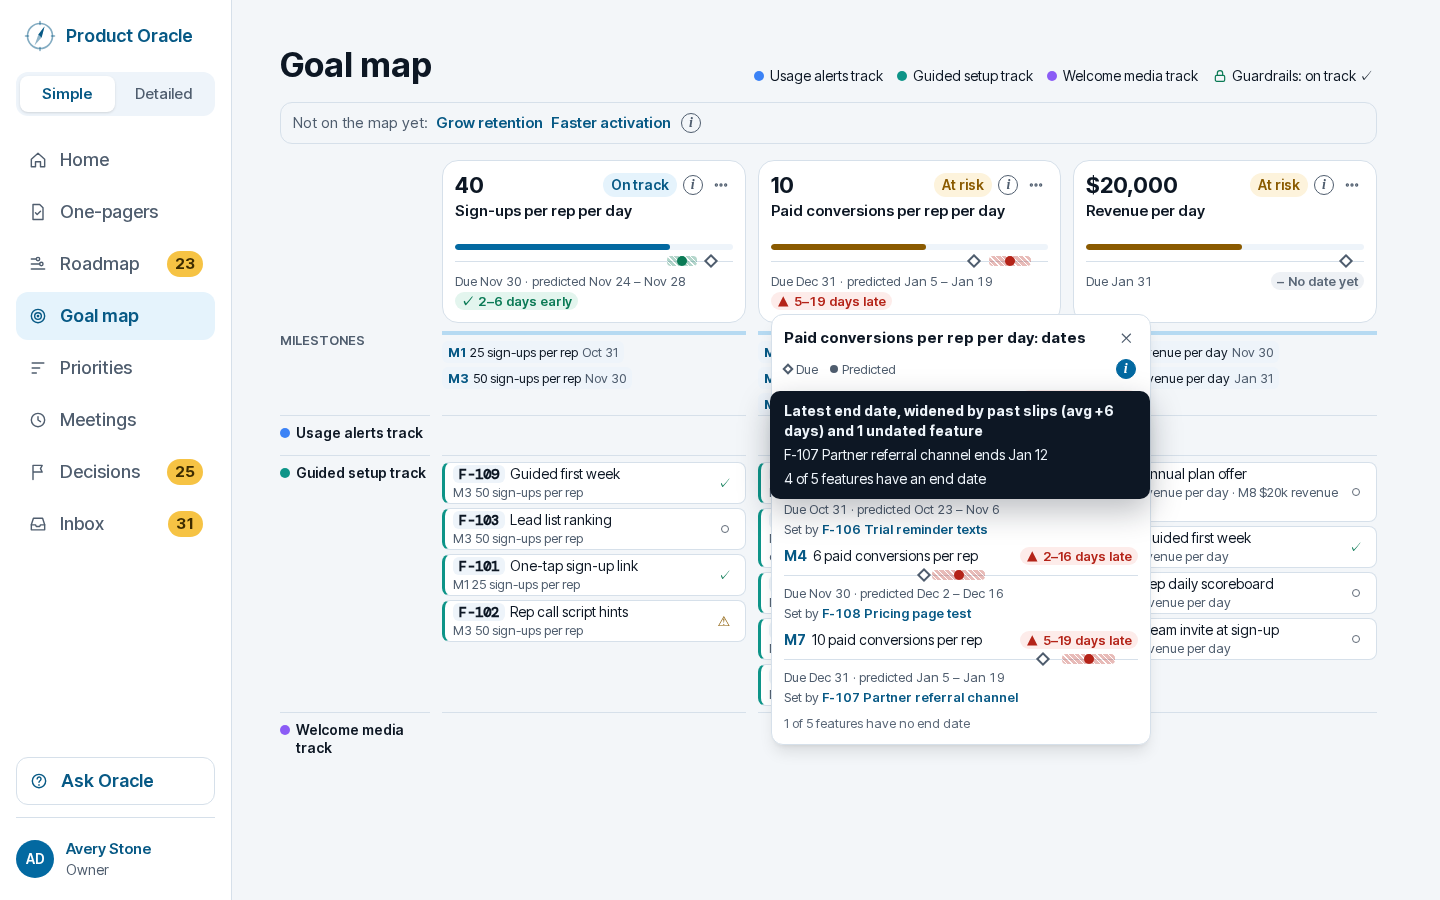 Product Oracle
Simple
Detailed
Home
One-pagers
Roadmap
23
Goal map
Priorities
Meetings
Decisions
25
Inbox
31
Ask Oracle
AD
Avery Stone
Owner
Goal map
Usage alerts track
Guided setup track
Welcome media track
Guardrails: on track ✓
Not on the map yet: Grow retention Faster activation i
40
On track
i
Sign-ups per rep per day
Due Nov 30 · predicted Nov 24 – Nov 28
✓ 2–6 days early
10
At risk
i
Paid conversions per rep per day
Due Dec 31 · predicted Jan 5 – Jan 19
▲ 5–19 days late
$20,000
At risk
i
Revenue per day
Due Jan 31
– No date yet
MILESTONES
M1 25 sign-ups per rep Oct 31
M3 50 sign-ups per rep Nov 30
per day Nov 30
per day Jan 31
Usage alerts track
Guided setup track
F-109 Guided first week
M3 50 sign-ups per rep
✓
F-103 Lead list ranking
M3 50 sign-ups per rep
F-101 One-tap sign-up link
M1 25 sign-ups per rep
✓
F-102 Rep call script hints
M3 50 sign-ups per rep
⚠
Paid conversions per rep per day: dates
Due
Predicted
i
Latest end date, widened by past slips (avg +6
days) and 1 undated feature
F-107 Partner referral channel ends Jan 12
4 of 5 features have an end date
Due Oct 31 · predicted Oct 23 – Nov 6
Set by F-106 Trial reminder texts
M4 6 paid conversions per rep
▲ 2–16 days late
Due Nov 30 · predicted Dec 2 – Dec 16
Set by F-108 Pricing page test
M7 10 paid conversions per rep
▲ 5–19 days late
Due Dec 31 · predicted Jan 5 – Jan 19
Set by F-107 Partner referral channel
1 of 5 features have no end date
plan offer
per day · M8 $20k revenue
first week
per day
✓
daily scoreboard
per day
invite at sign-up
per day
Welcome media
track